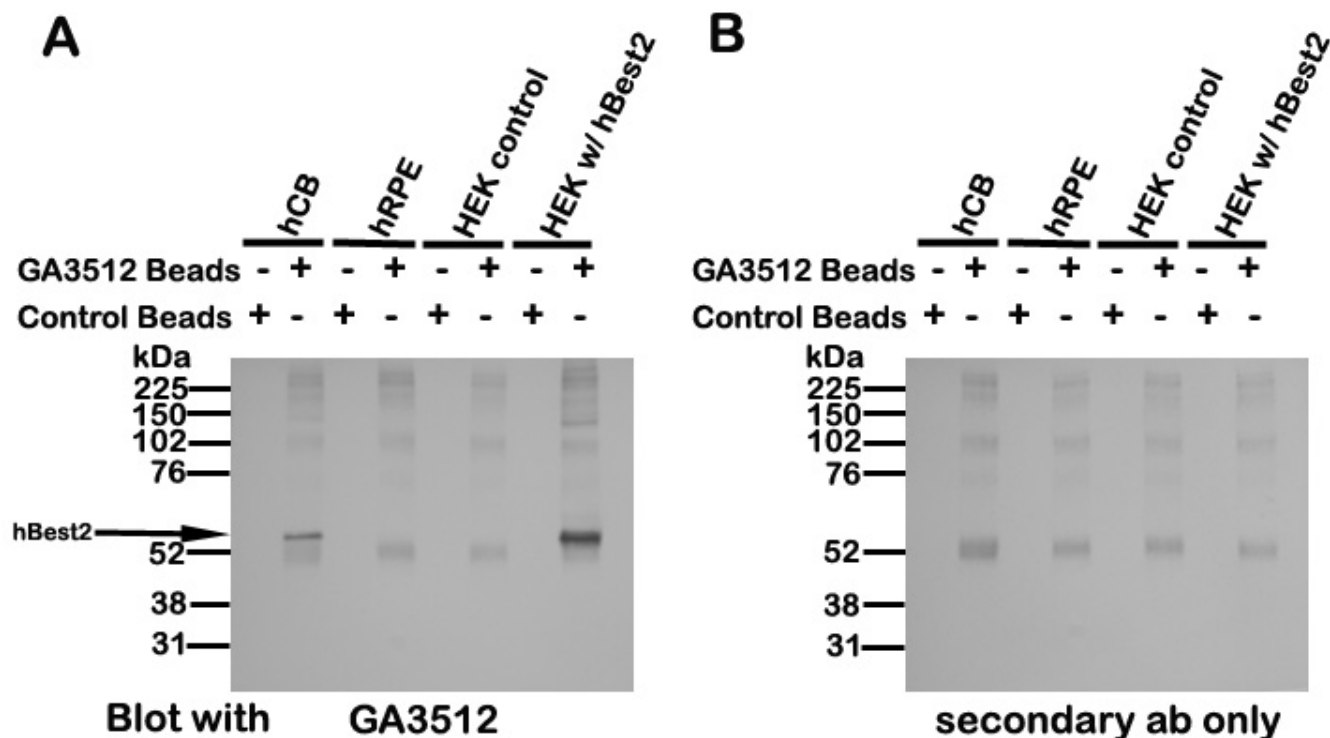 A
hCB
hRPE
HEK control
HEK w/ hBest2
GA3512 Beads - + - + - + - +
Control Beads + - + - + - + -
kDa
225
150
102
76
hBest2
52
38
31
Blot with GA3512
B
hCB
hRPE
HEK control
HEK w/ hBest2
GA3512 Beads - + - + - + - +
Control Beads + - + - + - + -
kDa
225
150
102
76
52
38
31
secondary ab only